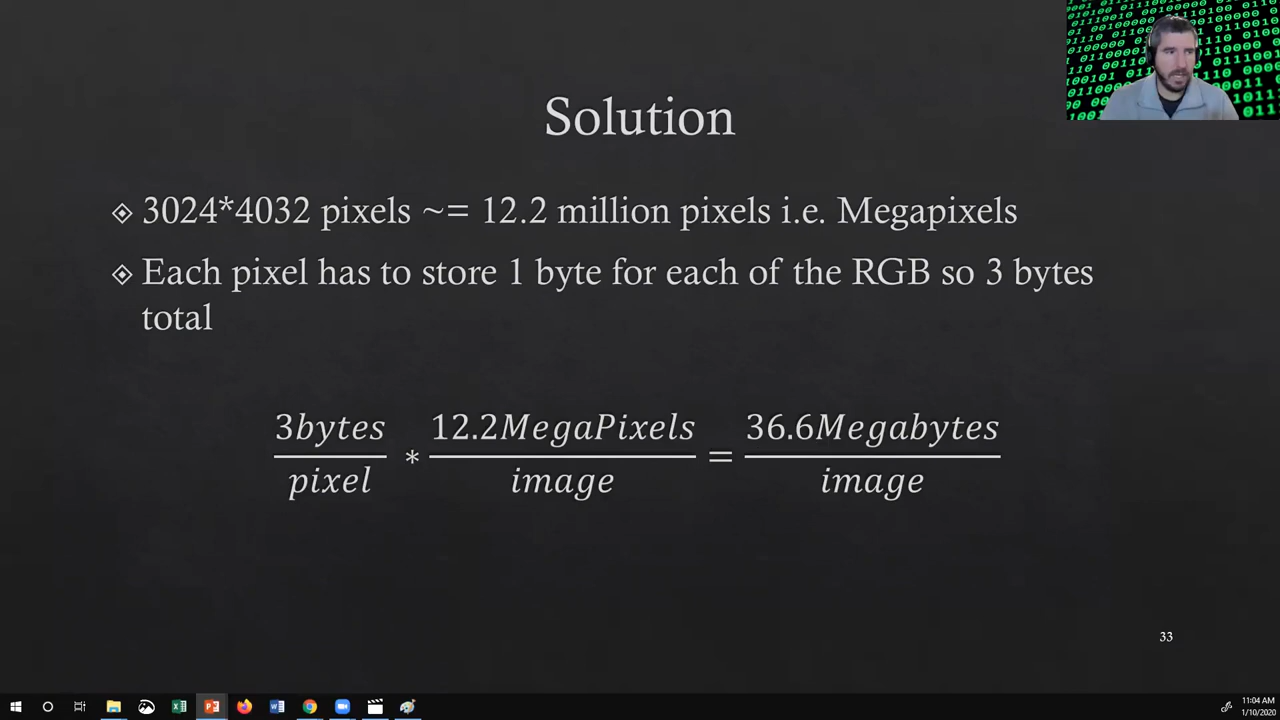 Solution
3024*4032 pixels ~= 12.2 million pixels i.e. Megapixels
Each pixel has to store 1 byte for each of the RGB so 3 bytes
total
3bytes/pixel * 12.2MegaPixels/image = 36.6Megabytes/image
33
11:04 AM
1/10/2020